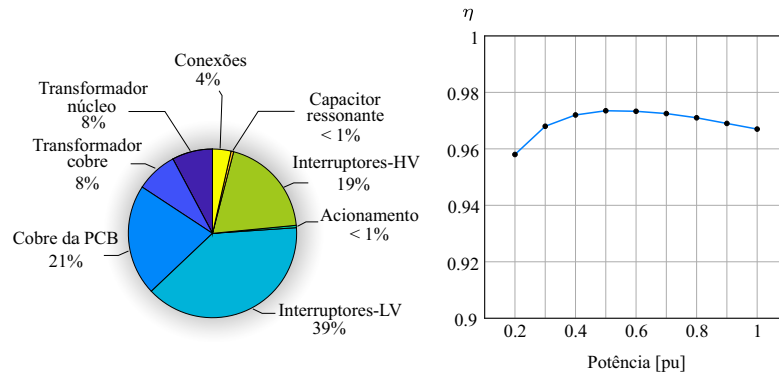 Conexões
4%
Transformador
núcleo
8%
Capacitor
ressonante
< 1%
Transformador
cobre
8%
Interruptores-HV
19%
Acionamento
< 1%
Cobre da PCB
21%
Interruptores-LV
39%
η
1
0.98
0.96
0.94
0.92
0.9
0.2 0.4 0.6 0.8 1
Potência [pu]